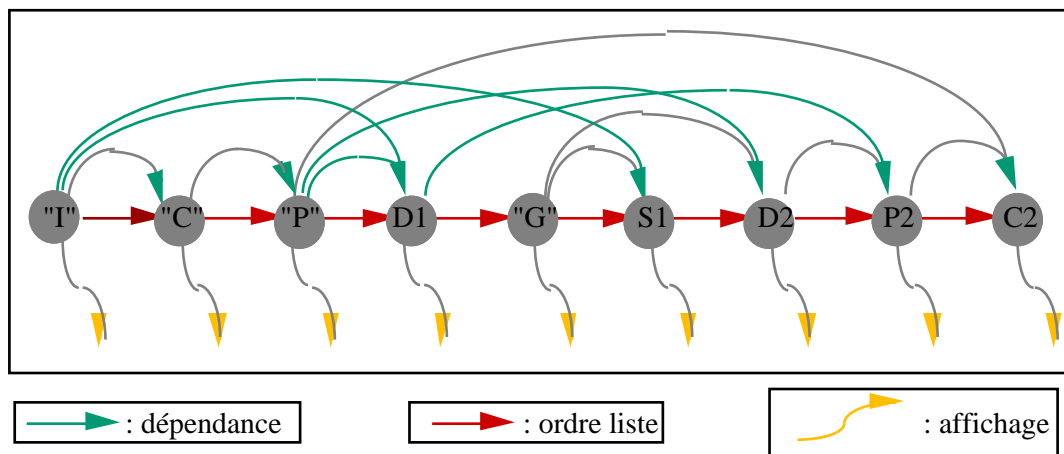 "I" "C" "P" D1 "G" S1 D2 P2 C2
: dépendance : ordre liste : affichage